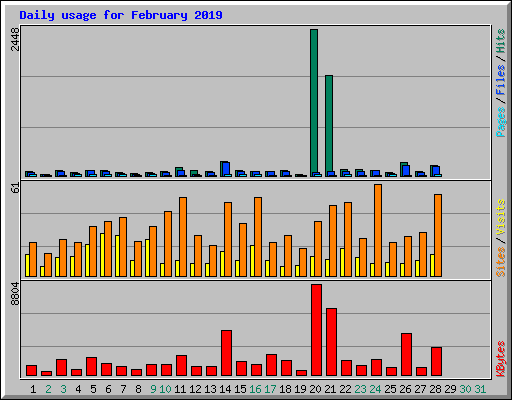 Daily usage for February 2019
2448
Pages / Files / Hits
61
Sites / Visits
8804
KBytes
1 2 3 4 5 6 7 8 9 10 11 12 13 14 15 16 17 18 19 20 21 22 23 24 25 26 27 28 29 30 31